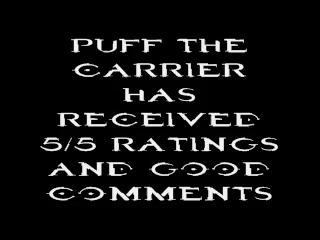 PUFF THE
CARRIER
HAS
RECEIVED
5/5 RATINGS
AND GOOD
COMMENTS